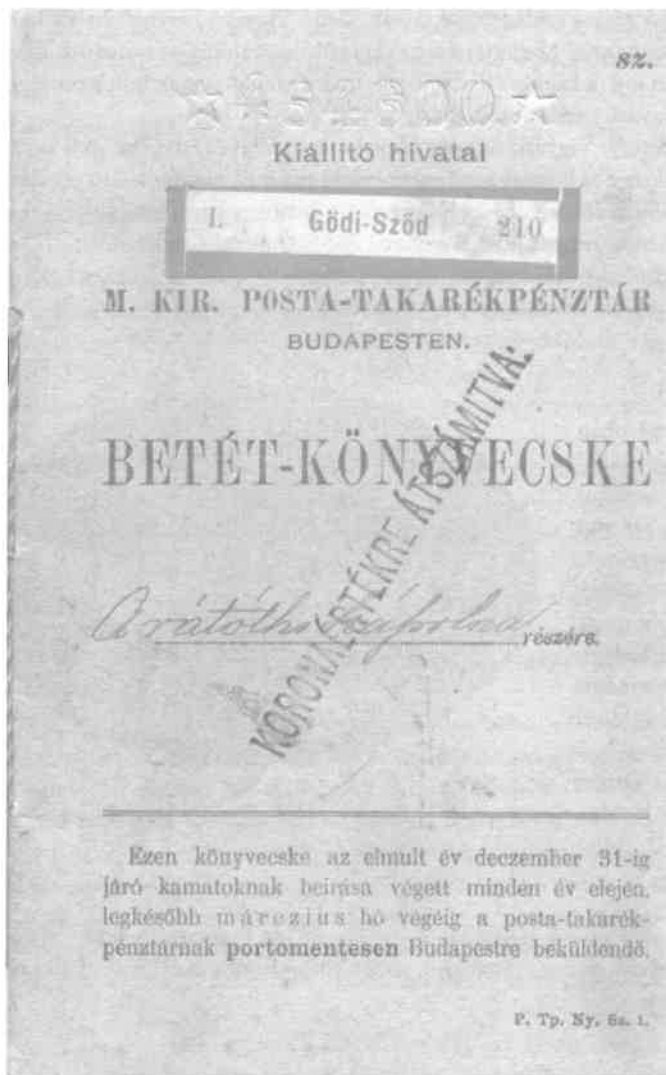 82.
Kiállító hivatal
I. Gödi-Sződ 210
M. KIR. POSTA-TAKARÉKPÉNZTÁR
BUDAPESTEN.
BETÉT-KÖNYVECSKE
KORONAÉRTÉKRE ÁTSZÁMITVA.
részére.
Ezen könyvecske az elmult év deczember 31-ig
járó kamatoknak beirása végett minden év elején,
legkésőbb márczius hó végéig a posta-takarék-
pénztárnak portomentesen Budapestre beküldendő.
P. Tp. Ny. Sz. 1.